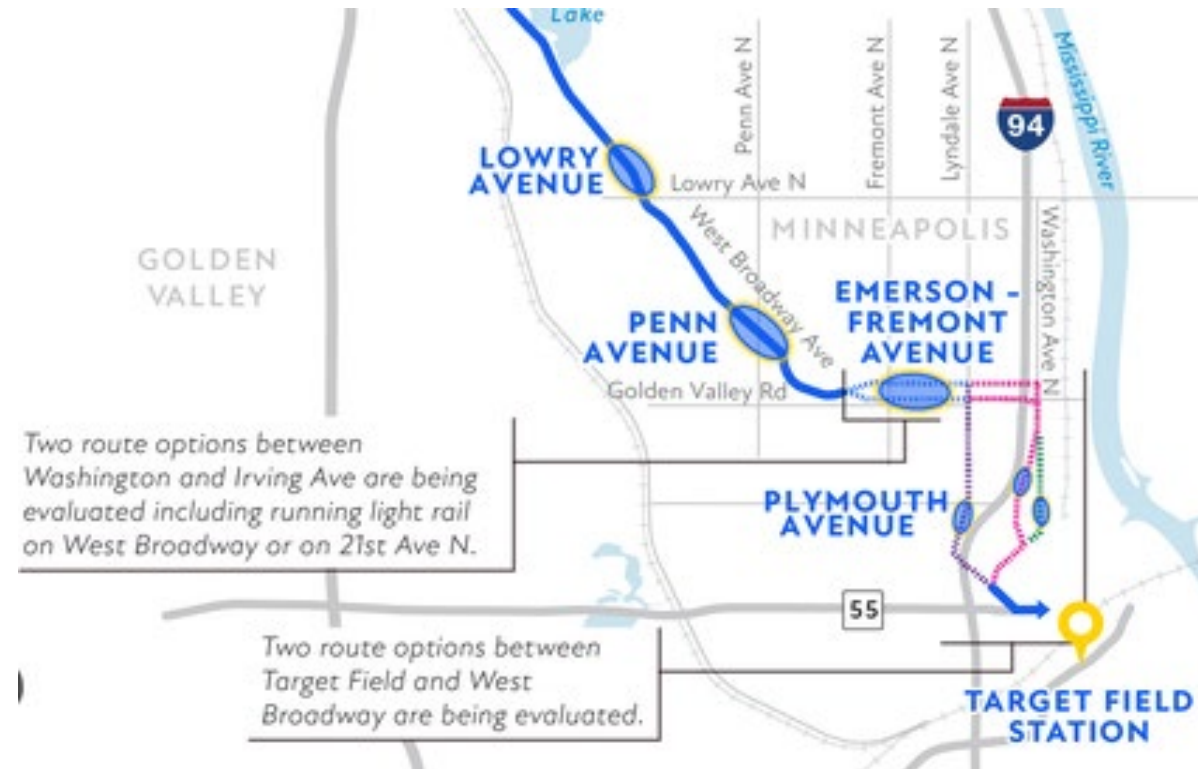 Lake
Penn Ave N
Fremont Ave N
Lyndale Ave N
94
Mississippi River
LOWRY
AVENUE
Lowry Ave N
West Broadway Ave
MINNEAPOLIS
Washington Ave N
GOLDEN
VALLEY
EMERSON -
FREMONT
AVENUE
PENN
AVENUE
Golden Valley Rd
Two route options between
Washington and Irving Ave are being
evaluated including running light rail
on West Broadway or on 21st Ave N.
PLYMOUTH
AVENUE
55
Two route options between
Target Field and West
Broadway are being evaluated.
TARGET FIELD
STATION